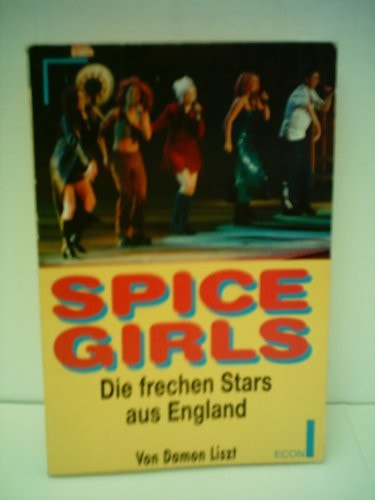 SPICE
GIRLS
Die frechen Stars
aus England
Von Damon Liszt
ECON